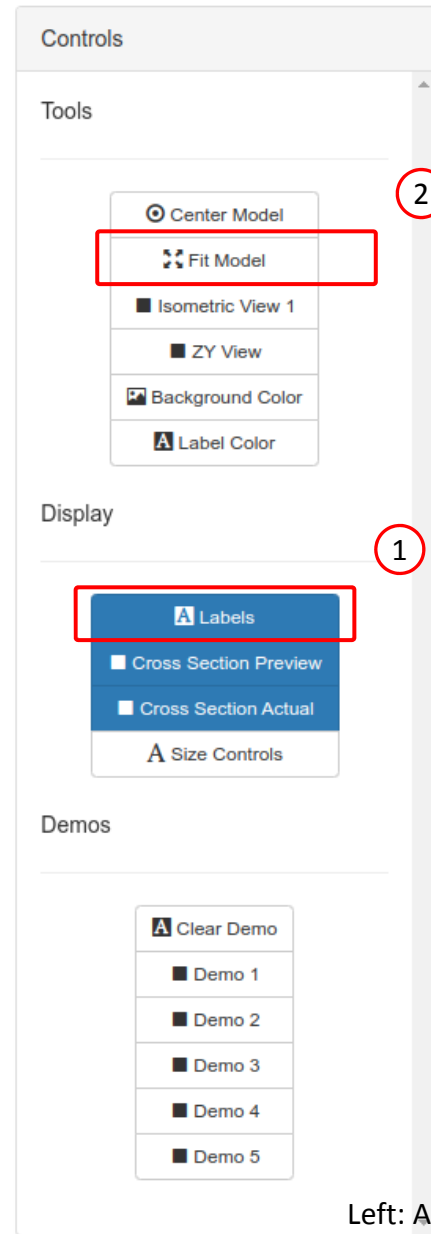 Controls
Tools
2
Center Model
Fit Model
Isometric View 1
ZY View
Background Color
A Label Color
Display
1
A Labels
Cross Section Preview
Cross Section Actual
A Size Controls
Demos
A Clear Demo
Demo 1
Demo 2
Demo 3
Demo 4
Demo 5
Left: A